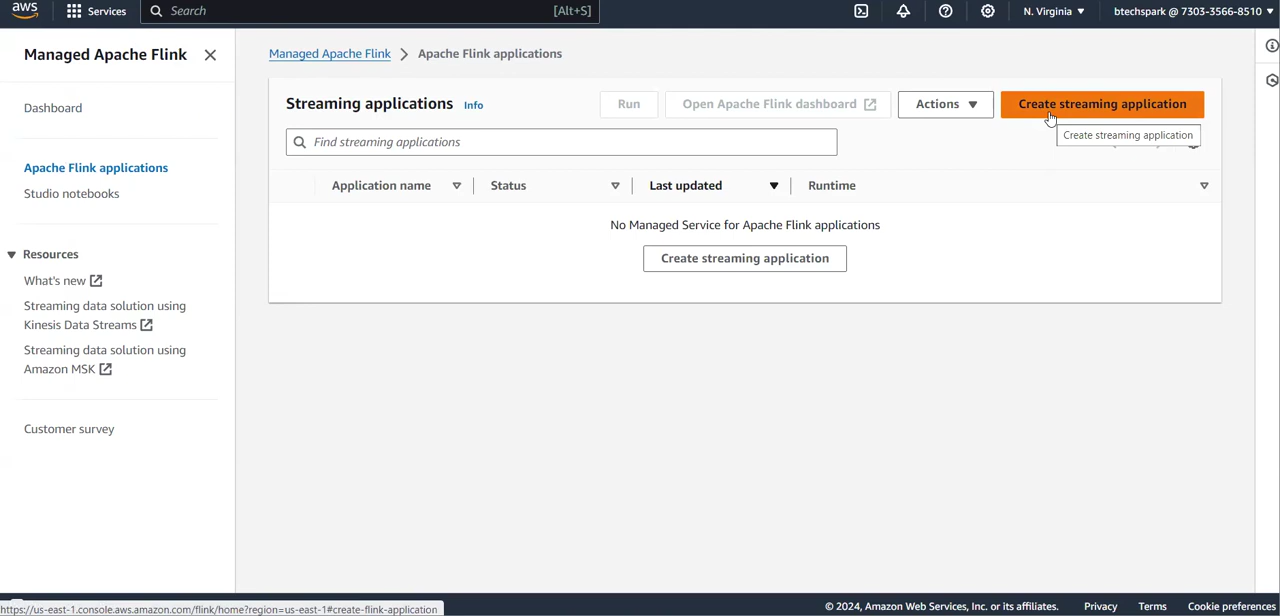 aws Services Search [Alt+S] N. Virginia btechspark @ 7303-3566-8510
Managed Apache Flink
Dashboard
Apache Flink applications
Studio notebooks
Resources
What's new
Streaming data solution using
Kinesis Data Streams
Streaming data solution using
Amazon MSK
Customer survey
Managed Apache Flink > Apache Flink applications
Streaming applications Info Run Open Apache Flink dashboard Actions Create streaming application
Find streaming applications
Create streaming application
Application name Status Last updated Runtime
No Managed Service for Apache Flink applications
Create streaming application
https://us-east-1.console.aws.amazon.com/flink/home?region=us-east-1#create-flink-application
© 2024, Amazon Web Services, Inc. or its affiliates. Privacy Terms Cookie preferences